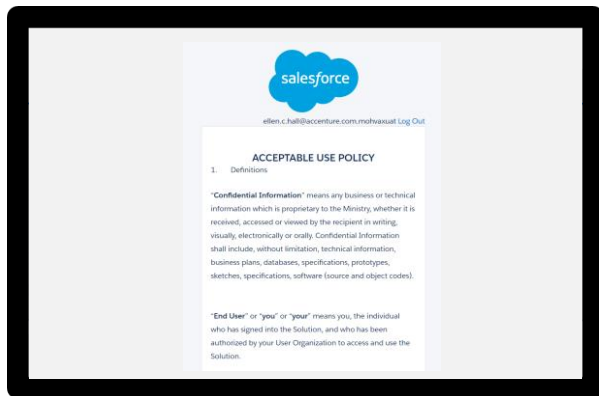 salesforce
ellen.c.hall@accenture.com.mohvaxuat Log Out
ACCEPTABLE USE POLICY
1. Definitions
"Confidential Information" means any business or technical
information which is proprietary to the Ministry, whether it is
received, accessed or viewed by the recipient in writing,
visually, electronically or orally. Confidential Information
shall include, without limitation, technical information,
business plans, databases, specifications, prototypes,
sketches, specifications, software (source and object codes).
"End User" or "you" or "your" means you, the individual
who has signed into the Solution, and who has been
authorized by your User Organization to access and use the
Solution.